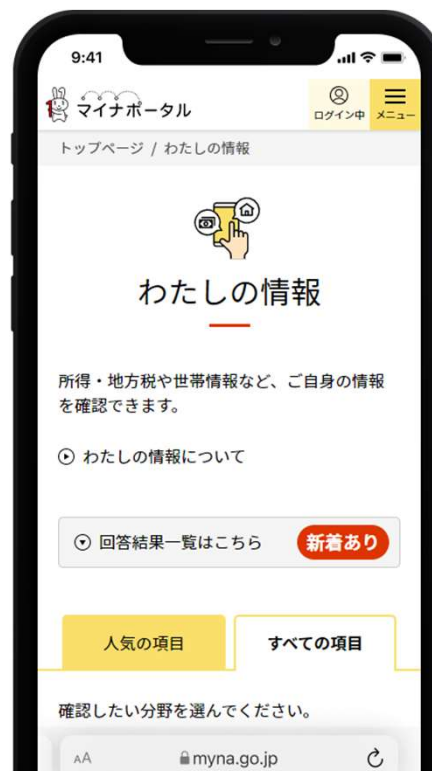 9:41
マイナポータル
ログイン中
メニュー
トップページ / わたしの情報
わたしの情報
所得・地方税や世帯情報など、ご自身の情報
を確認できます。
わたしの情報について
回答結果一覧はこちら
新着あり
人気の項目
すべての項目
確認したい分野を選んでください。
AA
myna.go.jp